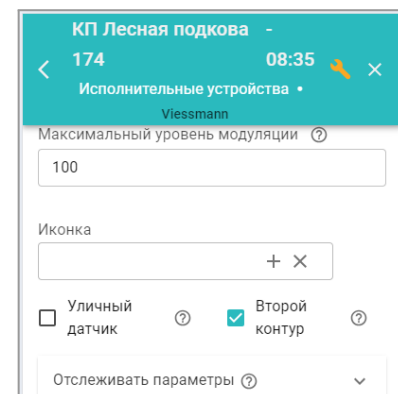 КП Лесная подкова -
174 08:35
Исполнительные устройства •
Viessmann
Максимальный уровень модуляции
100
Иконка
Уличный
датчик
Второй
контур
Отслеживать параметры